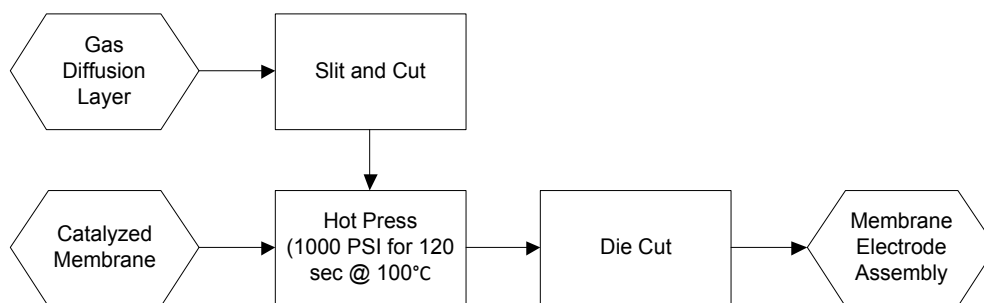 Gas
Diffusion
Layer
Slit and Cut
Catalyzed
Membrane
Hot Press
(1000 PSI for 120
sec @ 100°C
Die Cut
Membrane
Electrode
Assembly